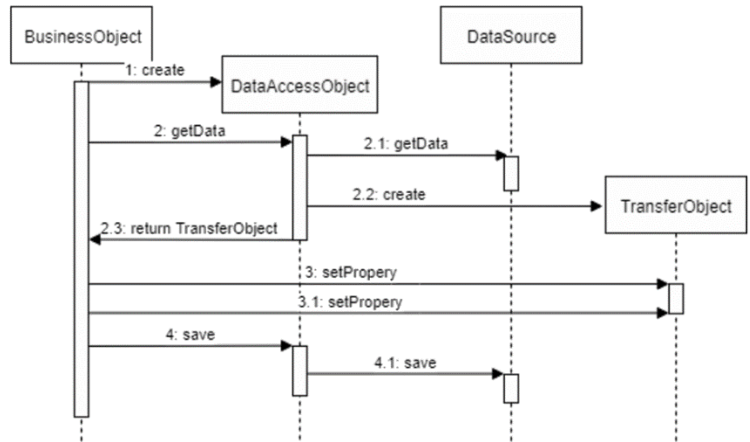 BusinessObject
DataSource
1: create
DataAccessObject
2: getData
2.1: getData
2.2: create
TransferObject
2.3: return TransferObject
3: setPropery
3.1: setPropery
4: save
4.1: save